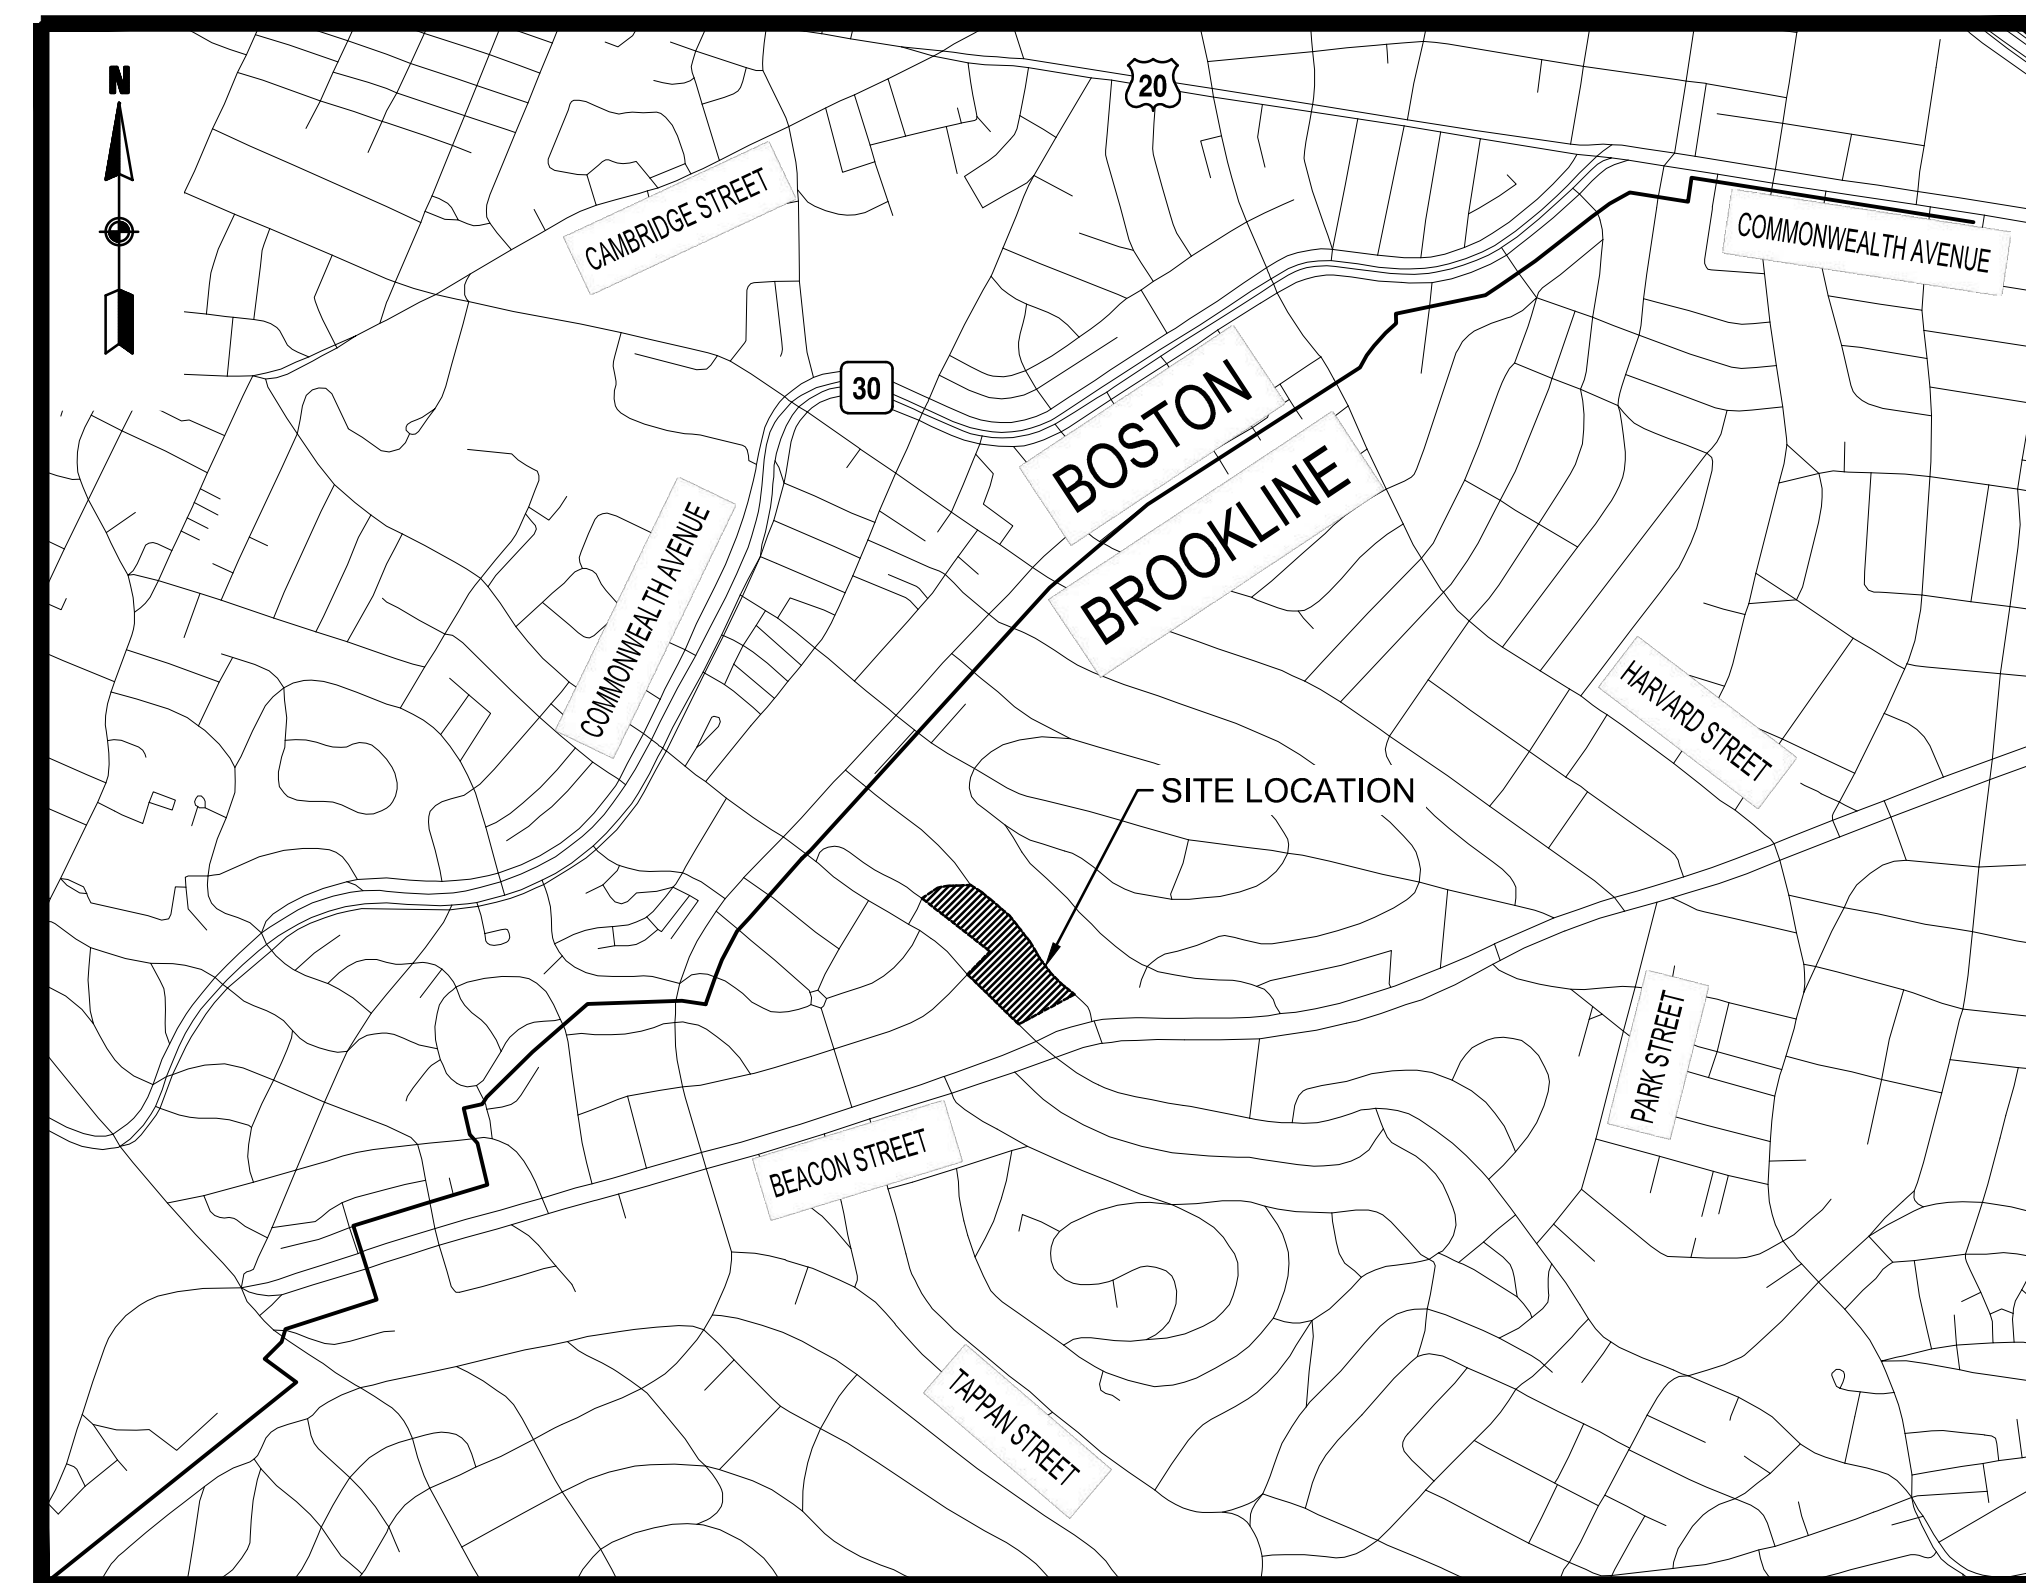 N
20
CAMBRIDGE STREET
COMMONWEALTH AVENUE
30
BOSTON
BROOKLINE
COMMONWEALTH AVENUE
HARVARD STREET
SITE LOCATION
PARK STREET
BEACON STREET
TAPPAN STREET